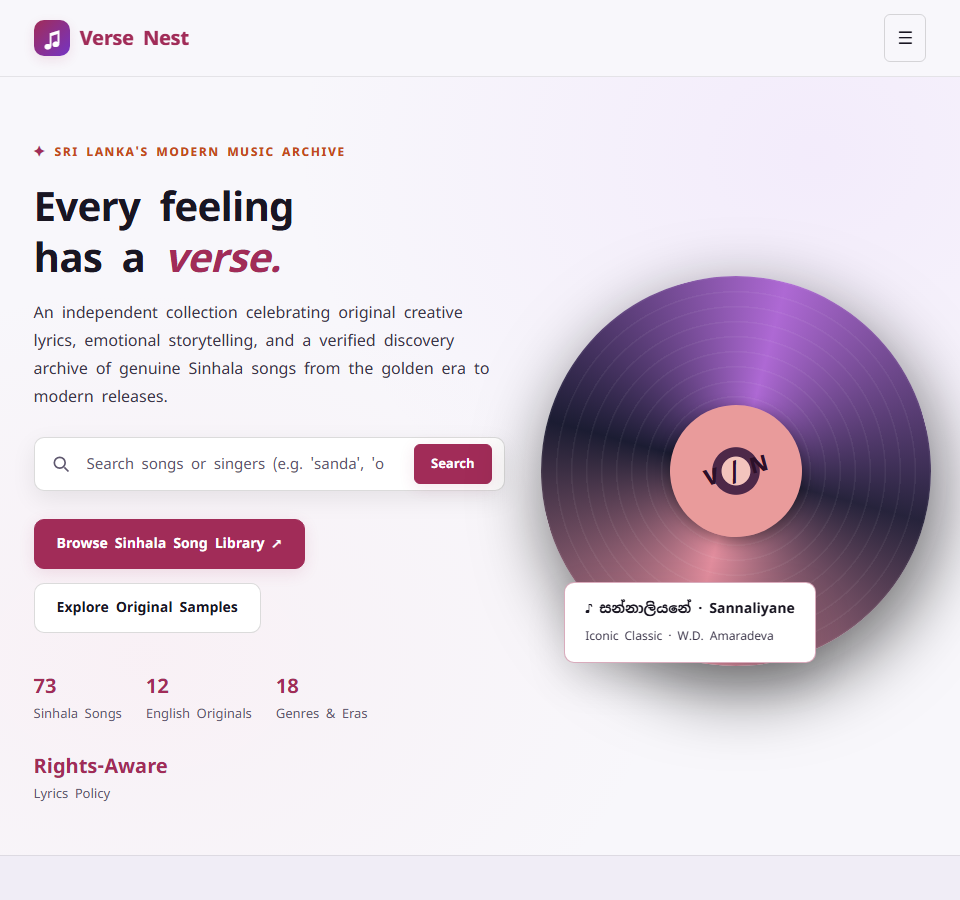 Verse Nest
☰
✦ SRI LANKA'S MODERN MUSIC ARCHIVE
Every feeling
has a verse.
An independent collection celebrating original creative
lyrics, emotional storytelling, and a verified discovery
archive of genuine Sinhala songs from the golden era to
modern releases.
Search songs or singers (e.g. 'sanda', 'o
Search
Browse Sinhala Song Library ↗
Explore Original Samples
V | N
♪ සන්නාලියනේ · Sannaliyane
Iconic Classic · W.D. Amaradeva
73
Sinhala Songs
12
English Originals
18
Genres & Eras
Rights-Aware
Lyrics Policy